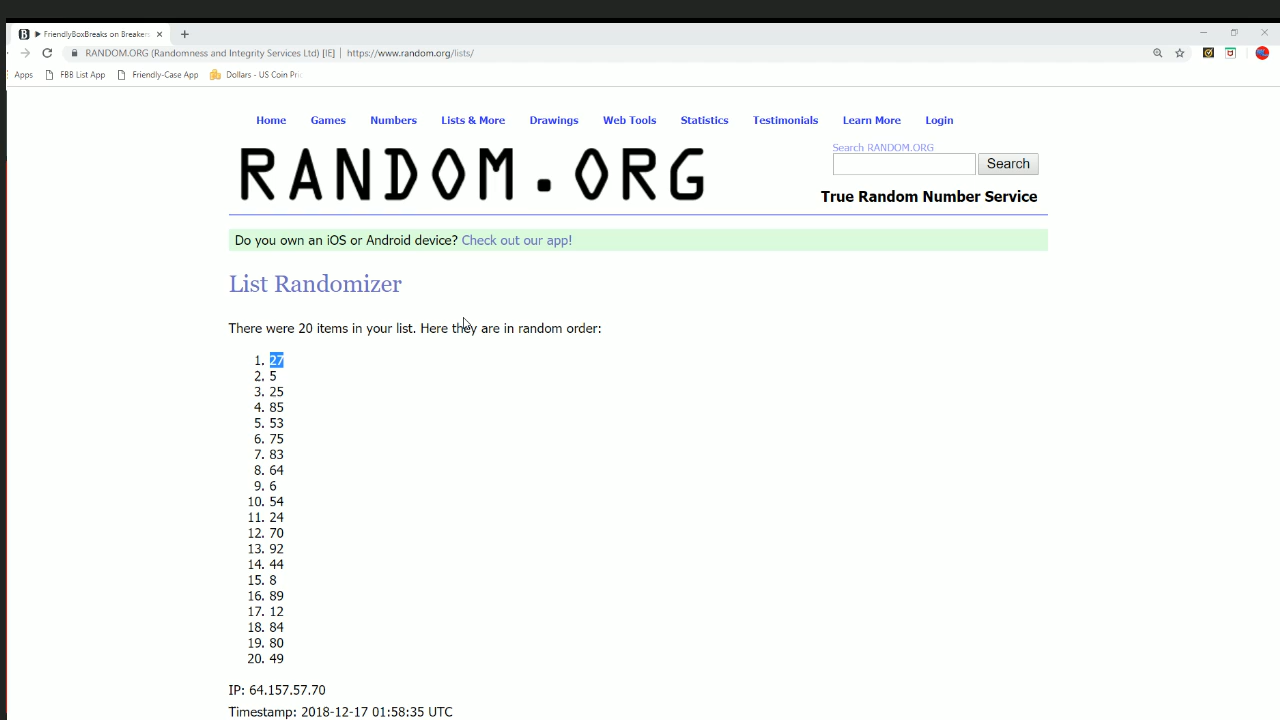 FriendlyBoxBreaks on Breakers
RANDOM.ORG (Randomness and Integrity Services Ltd) [IE] | https://www.random.org/lists/
Apps FBB List App Friendly-Case App Dollars - US Coin Pric
Home Games Numbers Lists & More Drawings Web Tools Statistics Testimonials Learn More Login
RANDOM.ORG
Search RANDOM.ORG
Search
True Random Number Service
Do you own an iOS or Android device? Check out our app!
List Randomizer
There were 20 items in your list. Here they are in random order:
1. 27
2. 5
3. 25
4. 85
5. 53
6. 75
7. 83
8. 64
9. 6
10. 54
11. 24
12. 70
13. 92
14. 44
15. 8
16. 89
17. 12
18. 84
19. 80
20. 49
IP: 64.157.57.70
Timestamp: 2018-12-17 01:58:35 UTC